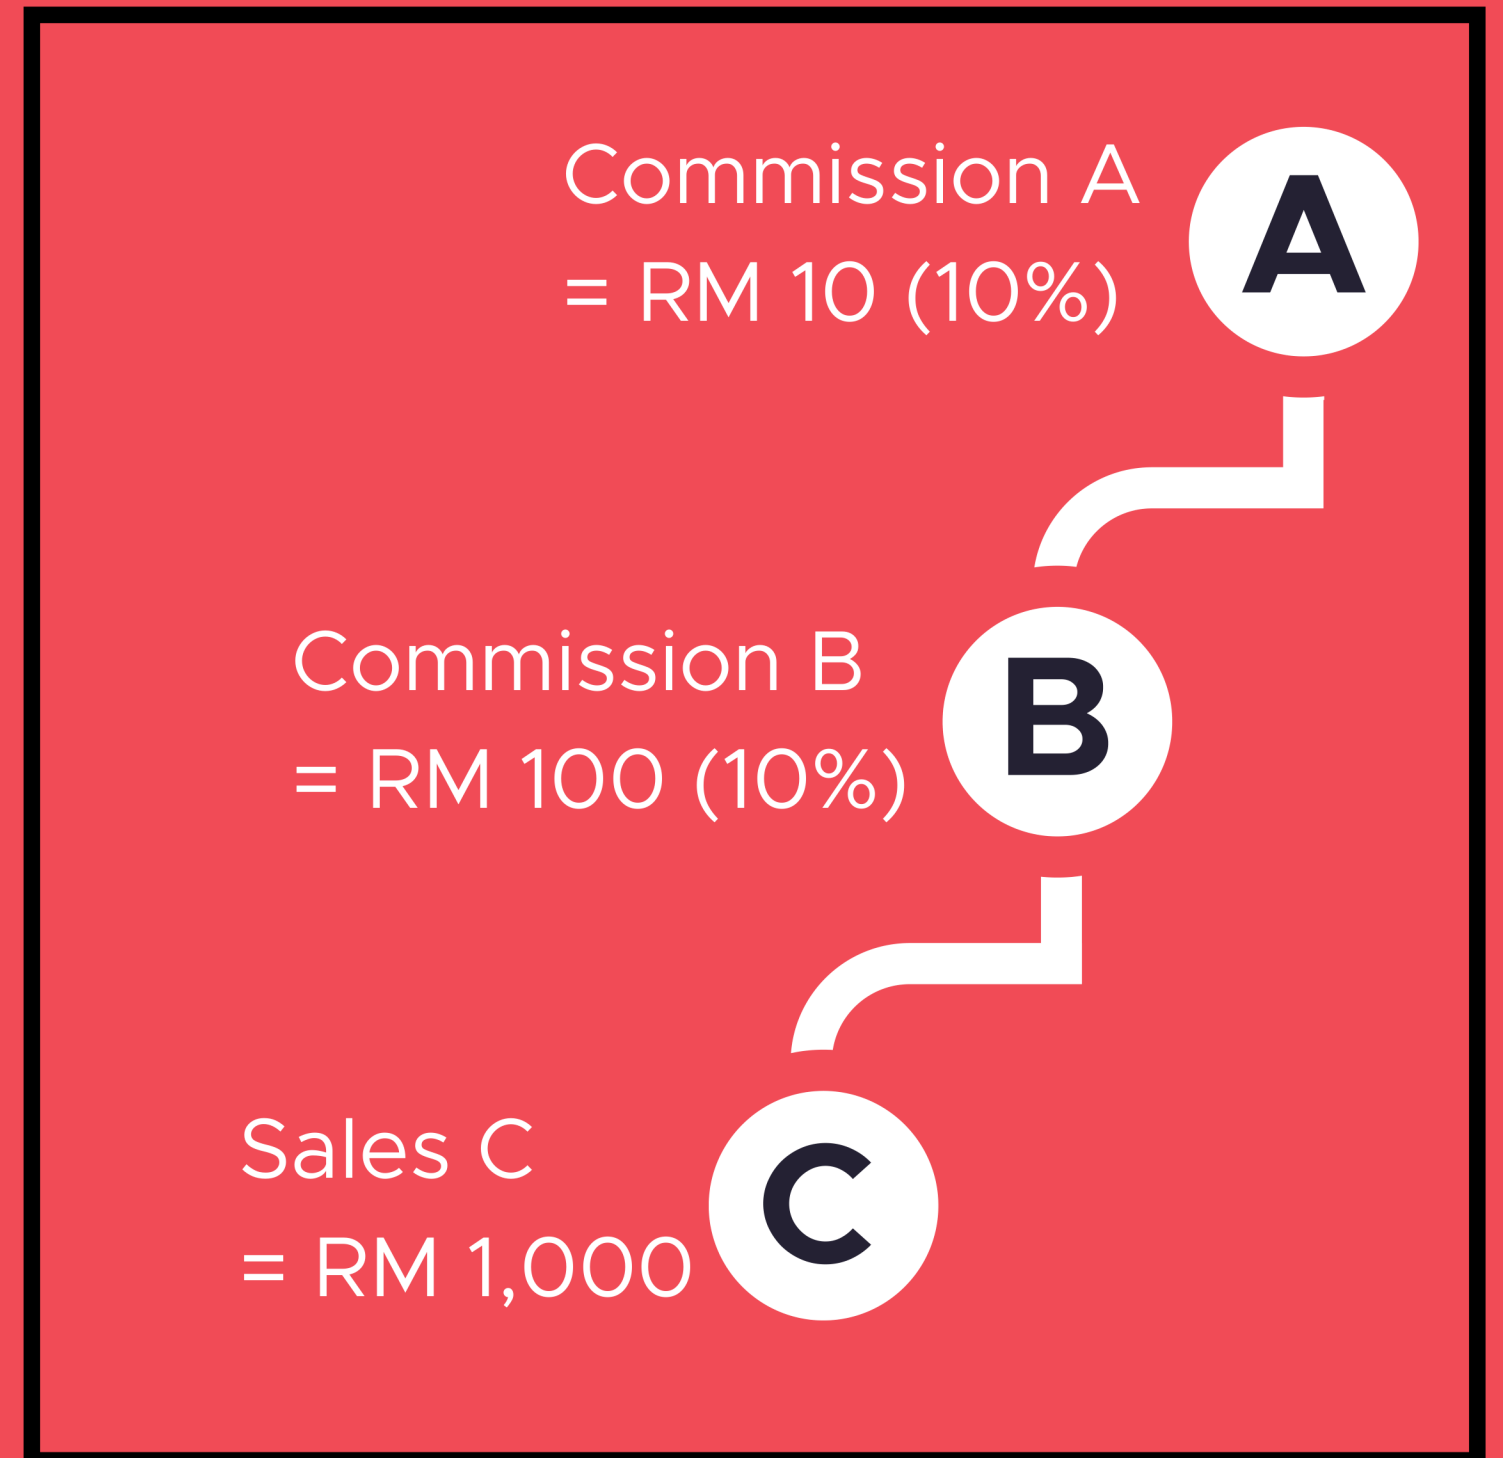 Commission A
= RM 10 (10%)
A
Commission B
= RM 100 (10%)
B
Sales C
= RM 1,000
C